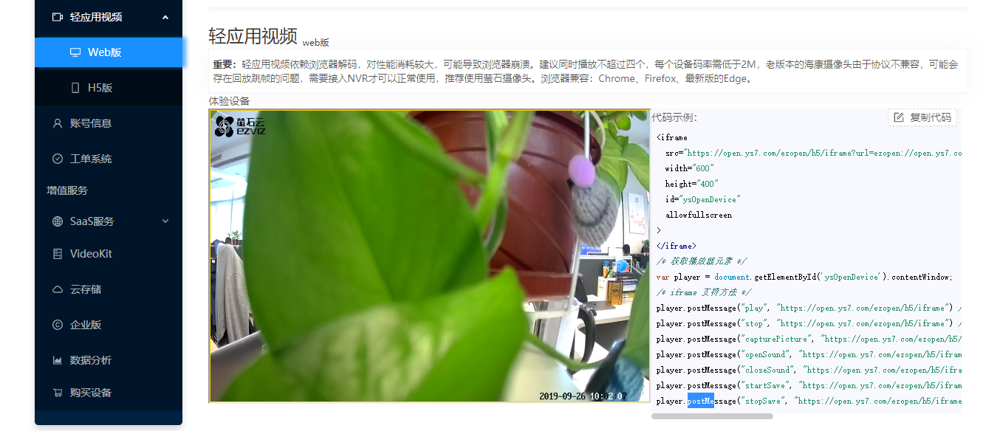 轻应用视频
Web版
H5版
账号信息
工单系统
增值服务
SaaS服务
VideoKit
云存储
企业版
数据分析
购买设备
轻应用视频 web版
重要：轻应用视频依赖浏览器解码，对性能消耗较大，可能导致浏览器崩溃。建议同时播放不超过四个，每个设备码率需低于2M，老版本的海康摄像头由于协议不兼容，可能会
存在回放跳帧的问题，需要接入NVR才可以正常使用，推荐使用萤石摄像头。浏览器兼容：Chrome、Firefox、最新版的Edge。
体验设备
萤石云
EZVIZ
2019-09-26 10:02:07
代码示例：
复制代码
<iframe
src="https://open.ys7.com/ezopen/h5/iframe?url=ezopen://open.ys7.co
width="600"
height="400"
id="ysOpenDevice"
allowfullscreen
>
</iframe>
/* 获取播放器元素 */
var player = document.getElementById('ysOpenDevice').contentWindow;
/* iframe 支持方法 */
player.postMessage("play", "https://open.ys7.com/ezopen/h5/iframe") /
player.postMessage("stop", "https://open.ys7.com/ezopen/h5/iframe") /
player.postMessage("capturePicture", "https://open.ys7.com/ezopen/h5/
player.postMessage("openSound", "https://open.ys7.com/ezopen/h5/ifram
player.postMessage("closeSound", "https://open.ys7.com/ezopen/h5/ifra
player.postMessage("startSave", "https://open.ys7.com/ezopen/h5/ifram
player.postMessage("stopSave", "https://open.ys7.com/ezopen/h5/iframe